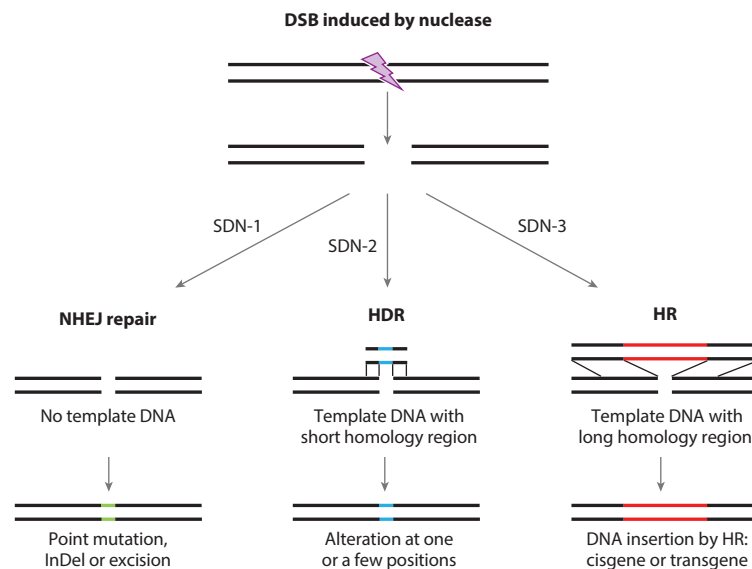 DSB induced by nuclease
SDN-1
SDN-2
SDN-3
NHEJ repair
HDR
HR
No template DNA
Template DNA with
short homology region
Template DNA with
long homology region
Point mutation,
InDel or excision
Alteration at one
or a few positions
DNA insertion by HR:
cisgene or transgene